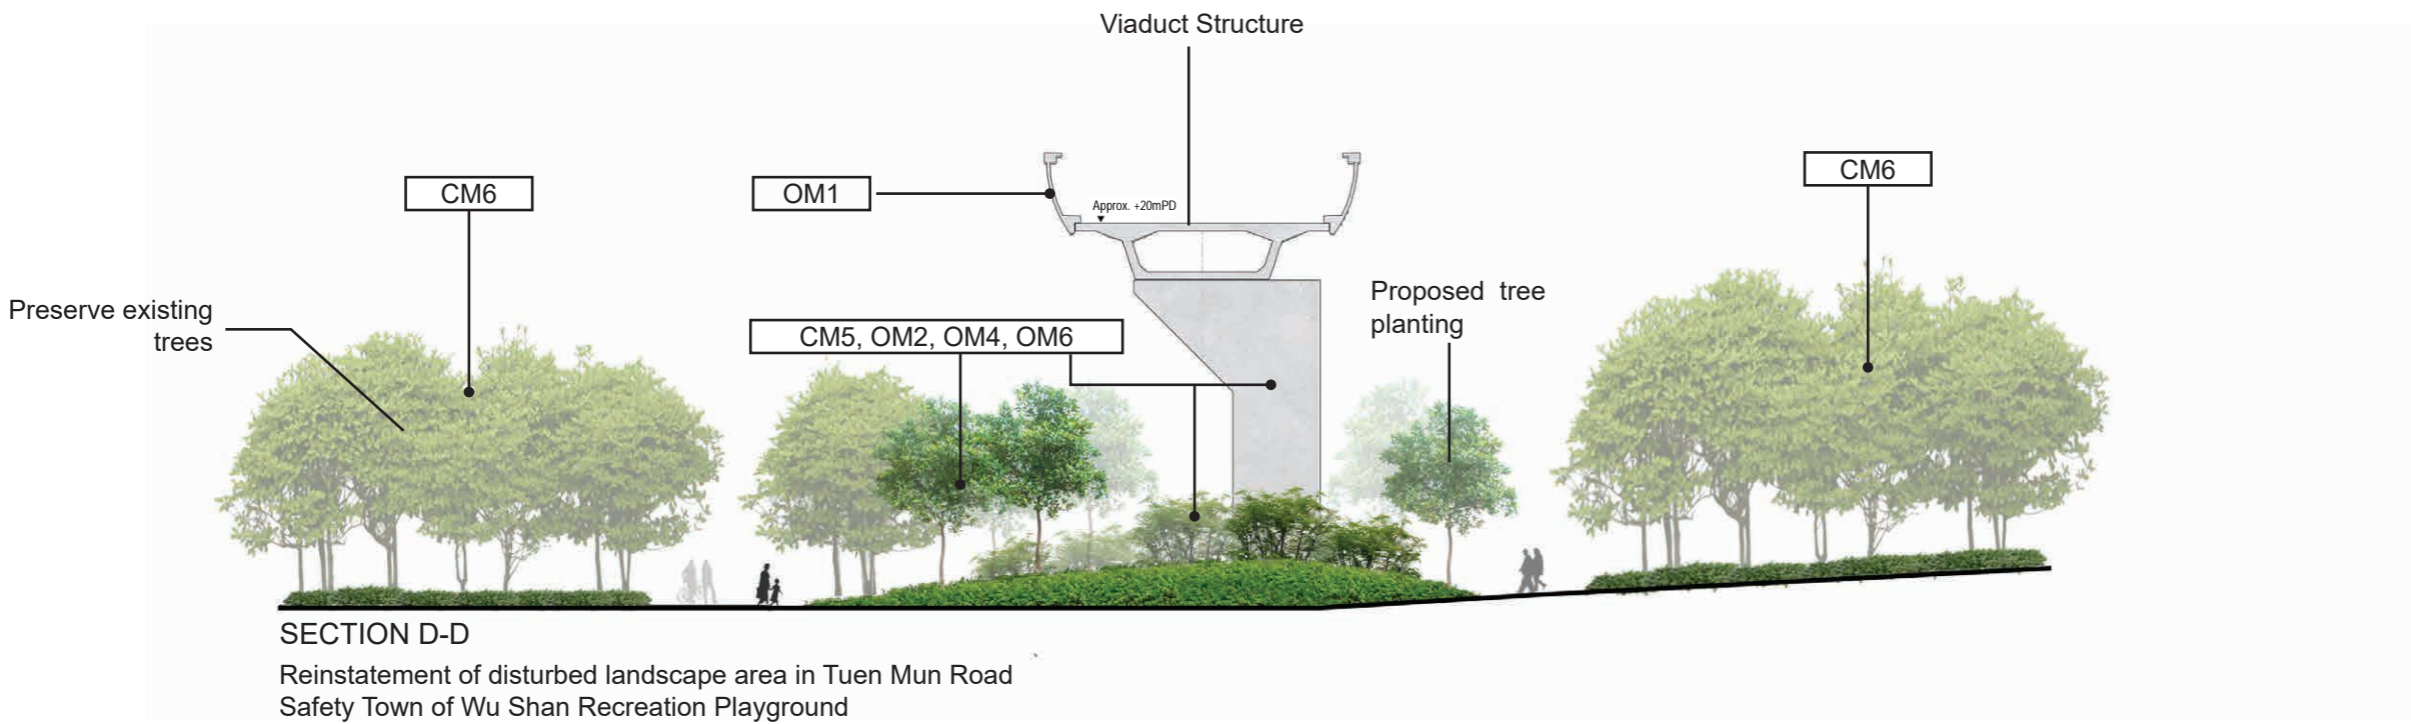 Viaduct Structure
CM6
OM1
Approx. +20mPD
CM6
Preserve existing
trees
CM5, OM2, OM4, OM6
Proposed tree
planting
SECTION D-D
Reinstatement of disturbed landscape area in Tuen Mun Road
Safety Town of Wu Shan Recreation Playground